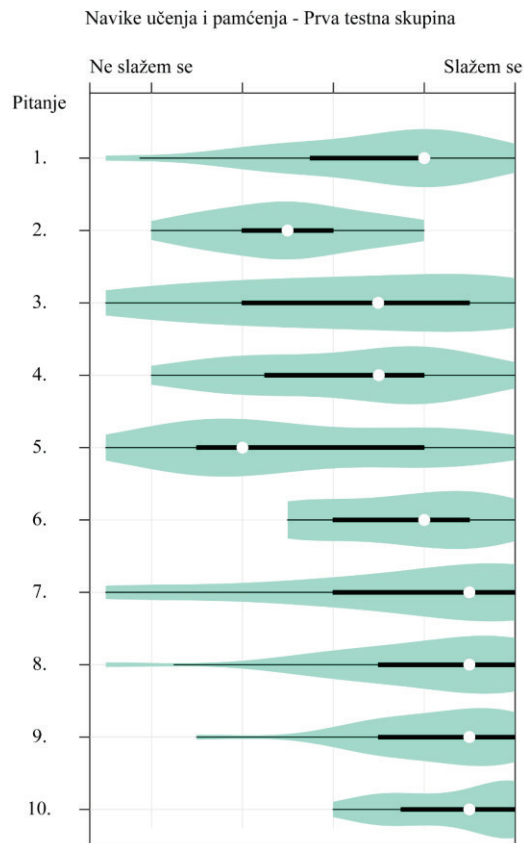 Navike učenja i pamćenja - Prva testna skupina
Ne slažem se
Slažem se
Pitanje
1.
2.
3.
4.
5.
6.
7.
8.
9.
10.